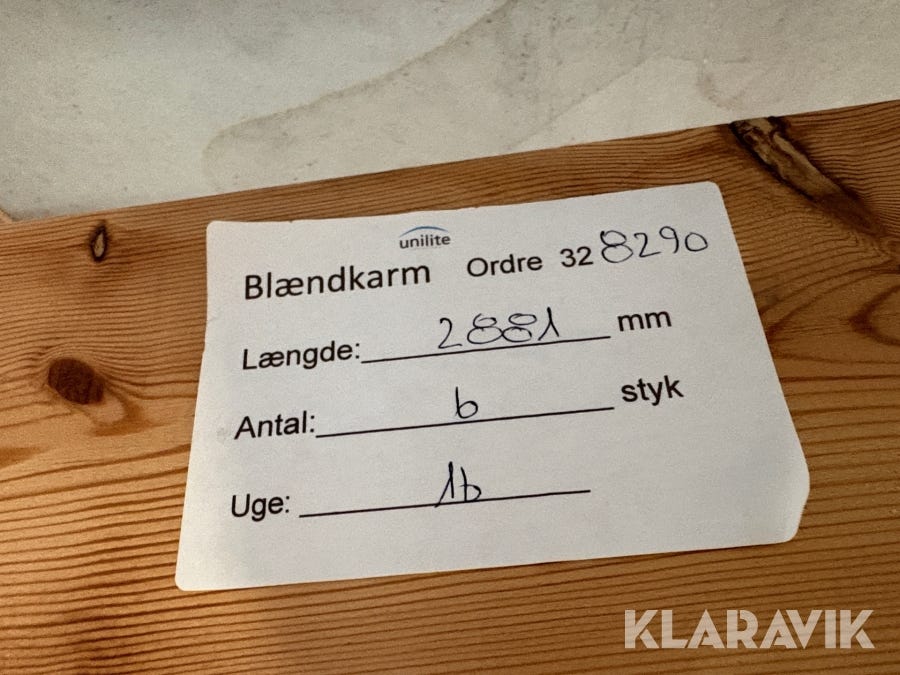 unilite
Blændkarm Ordre 328290
Længde: 2881 mm
Antal: 6 styk
Uge: 16
KLARAVIK